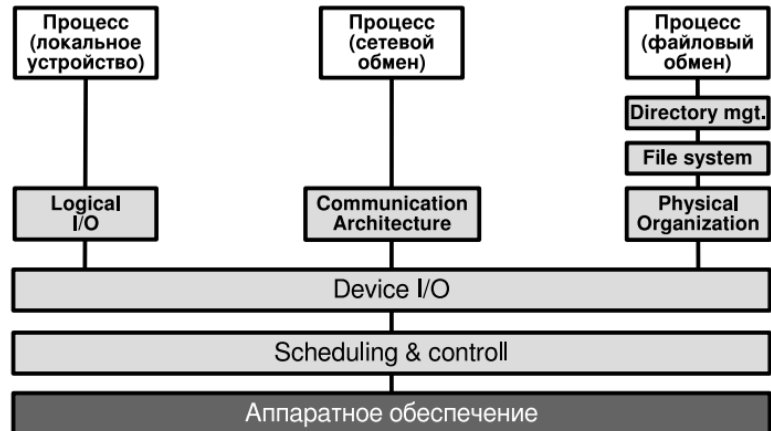 Процесс
(локальное
устройство)
Процесс
(сетевой
обмен)
Процесс
(файловый
обмен)
Directory mgt.
File system
Logical
I/O
Communication
Architecture
Physical
Organization
Device I/O
Scheduling & controll
Аппаратное обеспечение